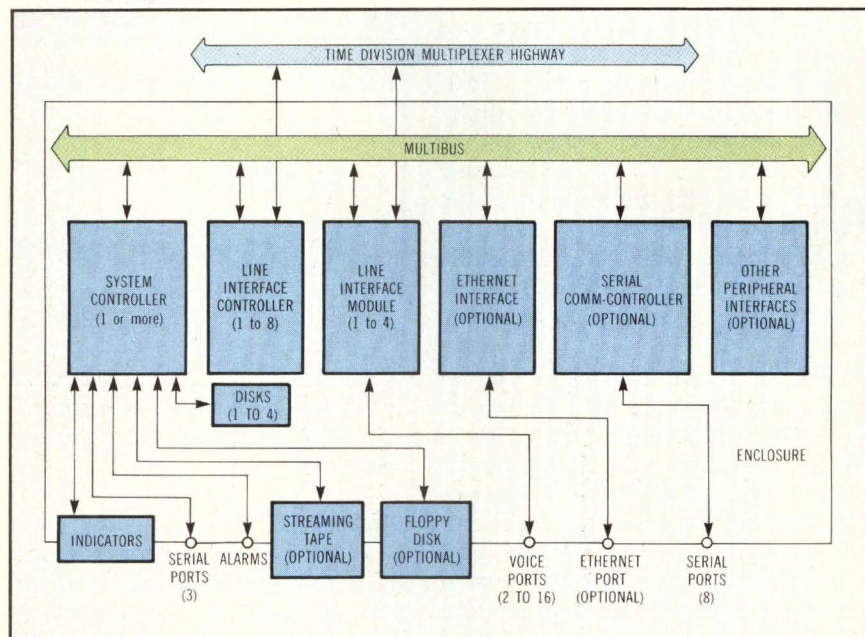 TIME DIVISION MULTIPLEXER HIGHWAY
MULTIBUS
SYSTEM
CONTROLLER
(1 or more)
LINE
INTERFACE
CONTROLLER
(1 to 8)
LINE
INTERFACE
MODULE
(1 to 4)
ETHERNET
INTERFACE
(OPTIONAL)
SERIAL
COMM-CONTROLLER
(OPTIONAL)
OTHER
PERIPHERAL
INTERFACES
(OPTIONAL)
DISKS
(1 TO 4)
ENCLOSURE
INDICATORS
SERIAL
PORTS
(3)
ALARMS
STREAMING
TAPE
(OPTIONAL)
FLOPPY
DISK
(OPTIONAL)
VOICE
PORTS
(2 TO 16)
ETHERNET
PORT
(OPTIONAL)
SERIAL
PORTS
(8)